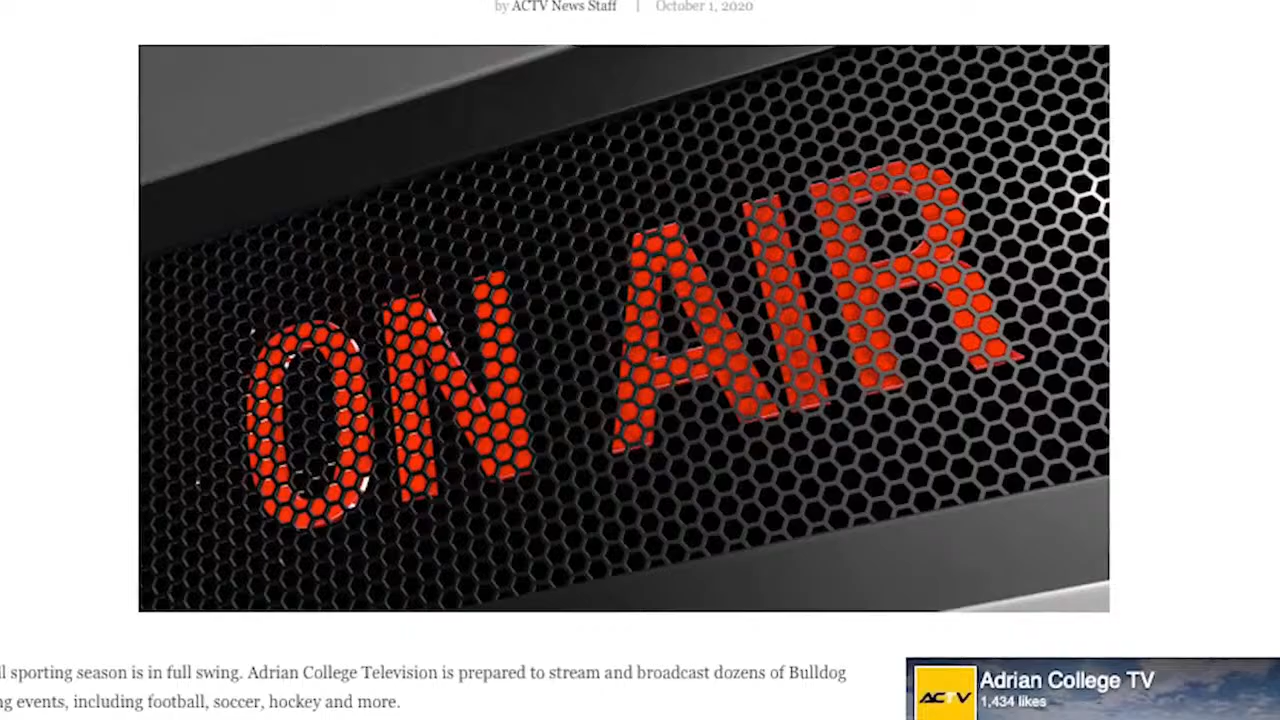 by ACTV News Staff | October 1, 2020
ON AIR
sporting season is in full swing. Adrian College Television is prepared to stream and broadcast dozens of Bulldog
events, including football, soccer, hockey and more.
Adrian College TV
ACTV
1,434 likes